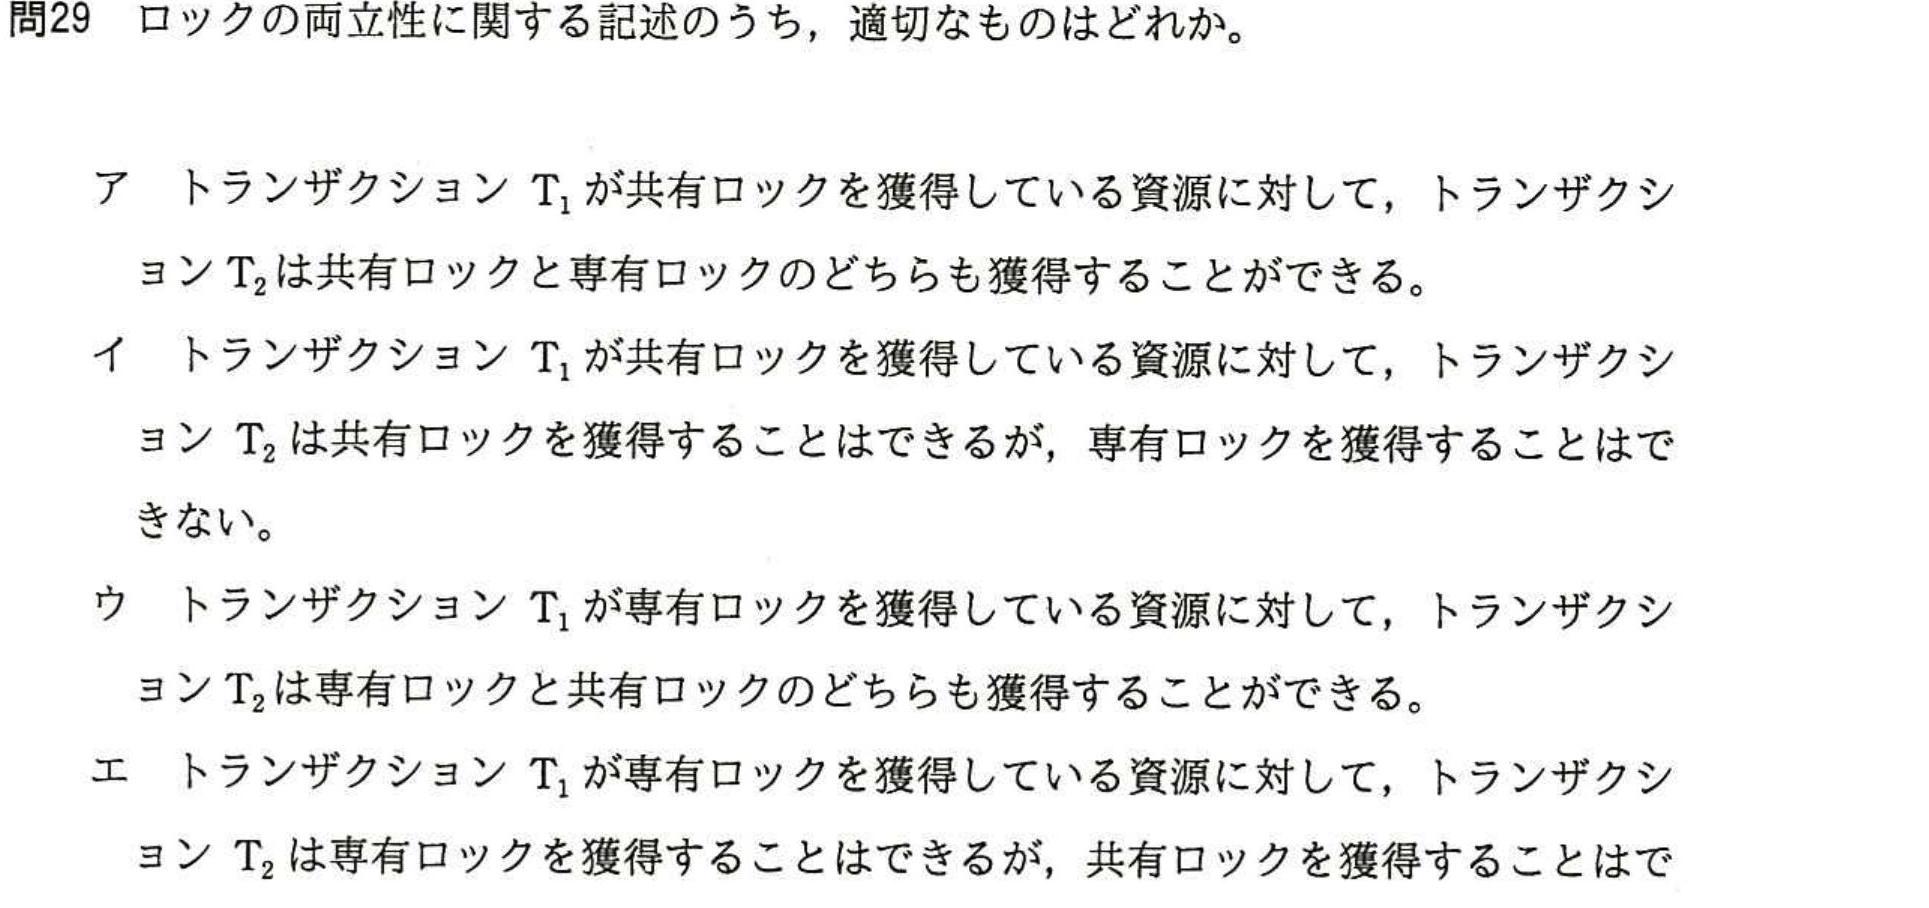 問29　ロックの両立性に関する記述のうち，適切なものはどれか。
ア　トランザクション T₁ が共有ロックを獲得している資源に対して，トランザクシ
ョン T₂は共有ロックと専有ロックのどちらも獲得することができる。
イ　トランザクション T₁ が共有ロックを獲得している資源に対して，トランザクシ
ョン T₂ は共有ロックを獲得することはできるが，専有ロックを獲得することはで
きない。
ウ　トランザクション T₁ が専有ロックを獲得している資源に対して，トランザクシ
ョン T₂は専有ロックと共有ロックのどちらも獲得することができる。
エ　トランザクション T₁ が専有ロックを獲得している資源に対して，トランザクシ
ョン T₂ は専有ロックを獲得することはできるが，共有ロックを獲得することはで